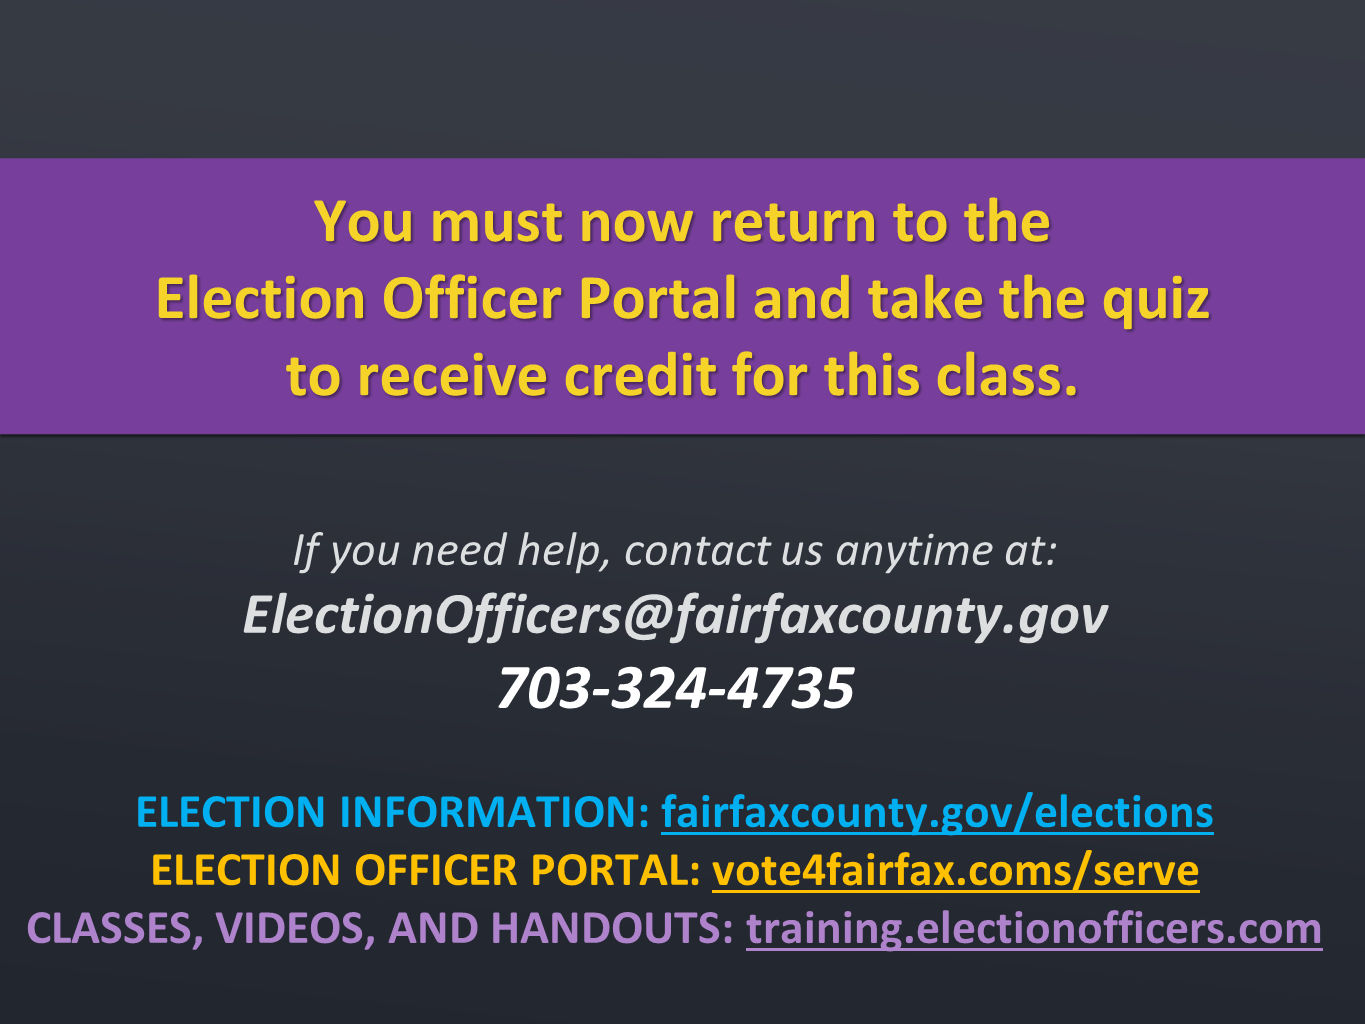 You must now return to the
Election Officer Portal and take the quiz
to receive credit for this class.
If you need help, contact us anytime at:
ElectionOfficers@fairfaxcounty.gov
703-324-4735
ELECTION INFORMATION: fairfaxcounty.gov/elections
ELECTION OFFICER PORTAL: vote4fairfax.coms/serve
CLASSES, VIDEOS, AND HANDOUTS: training.electionofficers.com